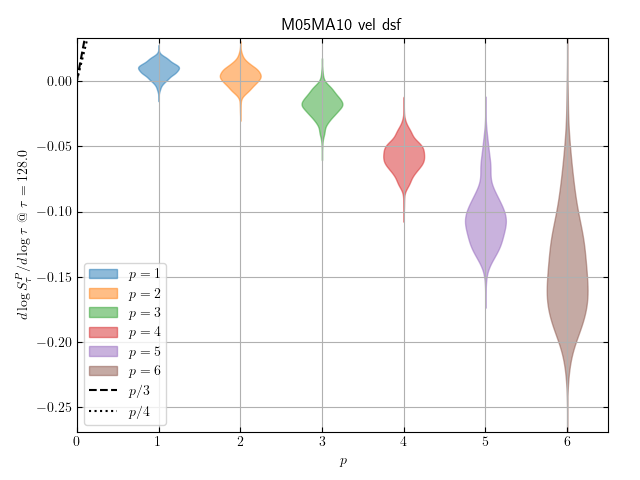 M05MA10 vel dsf
d log S_τ^P / d log τ @ τ = 128.0
0.00
−0.05
−0.10
−0.15
−0.20
−0.25
p = 1
p = 2
p = 3
p = 4
p = 5
p = 6
p/3
p/4
0 1 2 3 4 5 6
p